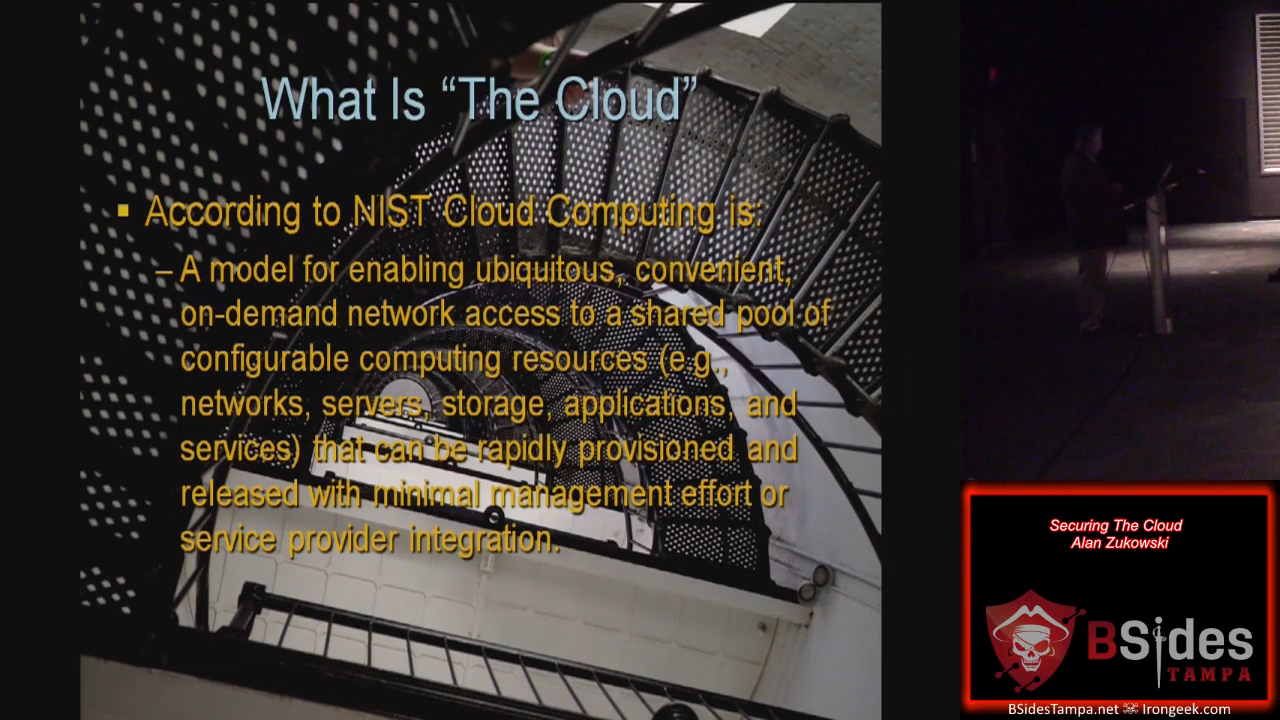 What Is “The Cloud”
▪ According to NIST Cloud Computing is:
– A model for enabling ubiquitous, convenient,
on-demand network access to a shared pool of
configurable computing resources (e.g.,
networks, servers, storage, applications, and
services) that can be rapidly provisioned and
released with minimal management effort or
service provider integration.
Securing The Cloud
Alan Zukowski
BSides
TAMPA
BSidesTampa.net Irongeek.com